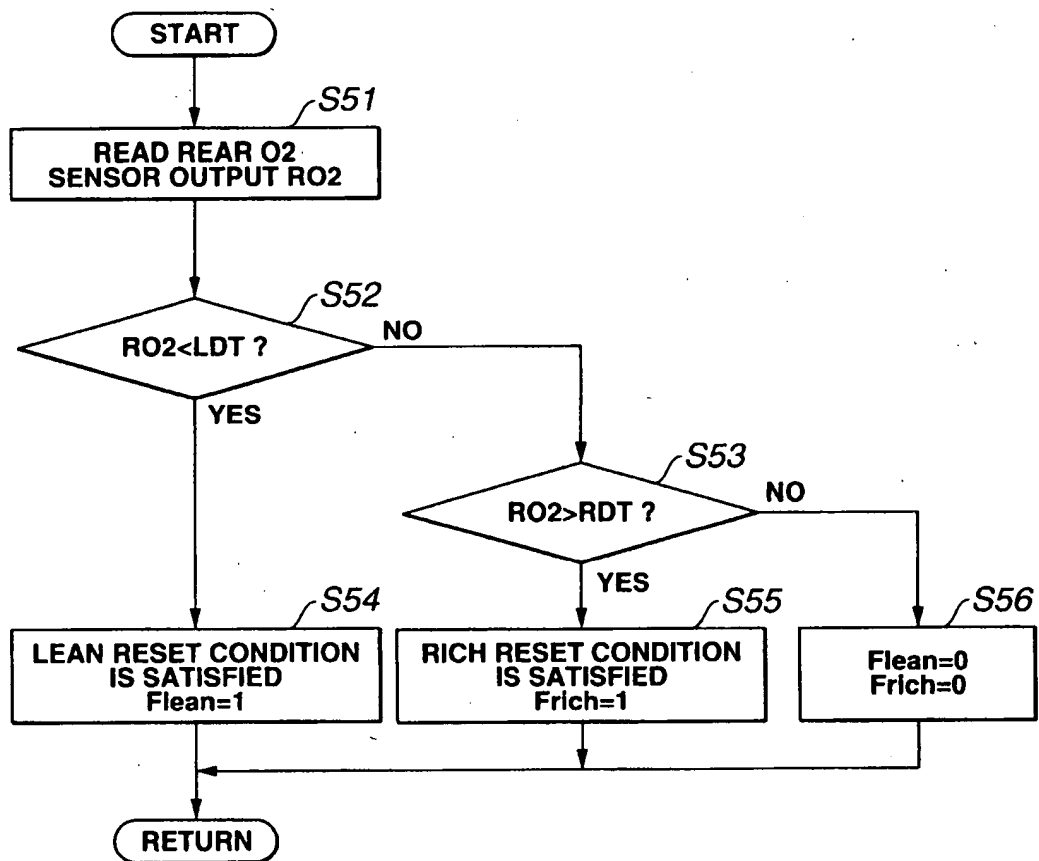 START
S51
READ REAR O2
SENSOR OUTPUT RO2
S52
RO2<LDT ?
NO
YES
S53
RO2>RDT ?
NO
YES
S54
LEAN RESET CONDITION
IS SATISFIED
Flean=1
S55
RICH RESET CONDITION
IS SATISFIED
Frich=1
S56
Flean=0
Frich=0
RETURN